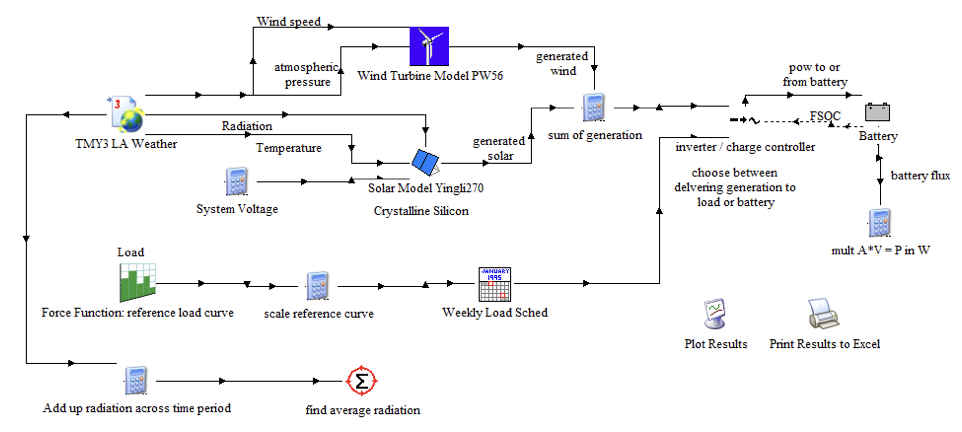 Wind speed
atmospheric
pressure
Wind Turbine Model PW56
generated
wind
pow to or
from battery
3
TMY3 LA Weather
Radiation
Temperature
generated
solar
sum of generation
FSOC
Battery
inverter / charge controller
System Voltage
Solar Model Yingli270
Crystalline Silicon
choose between
delvering generation to
load or battery
battery flux
mult A*V = P in W
Load
JANUARY
1995
Force Function: reference load curve
scale reference curve
Weekly Load Sched
Plot Results
Print Results to Excel
Σ
Add up radiation across time period
find average radiation